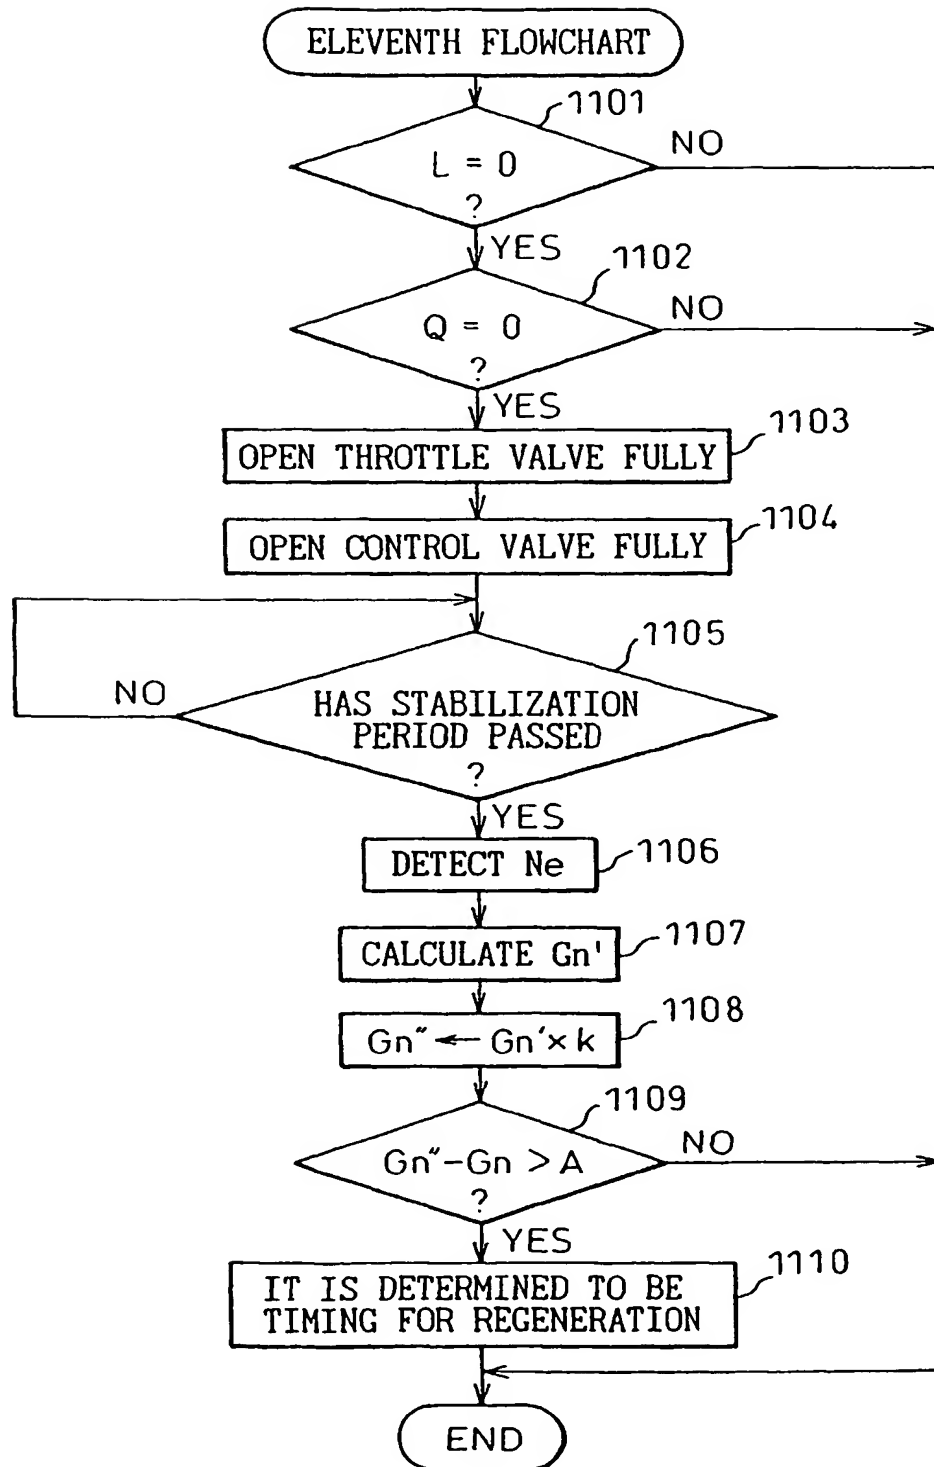 ELEVENTH FLOWCHART
1101
L = 0
?
NO
YES
1102
Q = 0
?
NO
YES
1103
OPEN THROTTLE VALVE FULLY
1104
OPEN CONTROL VALVE FULLY
1105
NO
HAS STABILIZATION
PERIOD PASSED
?
YES
DETECT Ne
1106
CALCULATE Gn'
1107
Gn" ← Gn' × k
1108
1109
Gn"-Gn > A
?
NO
YES
1110
IT IS DETERMINED TO BE
TIMING FOR REGENERATION
END